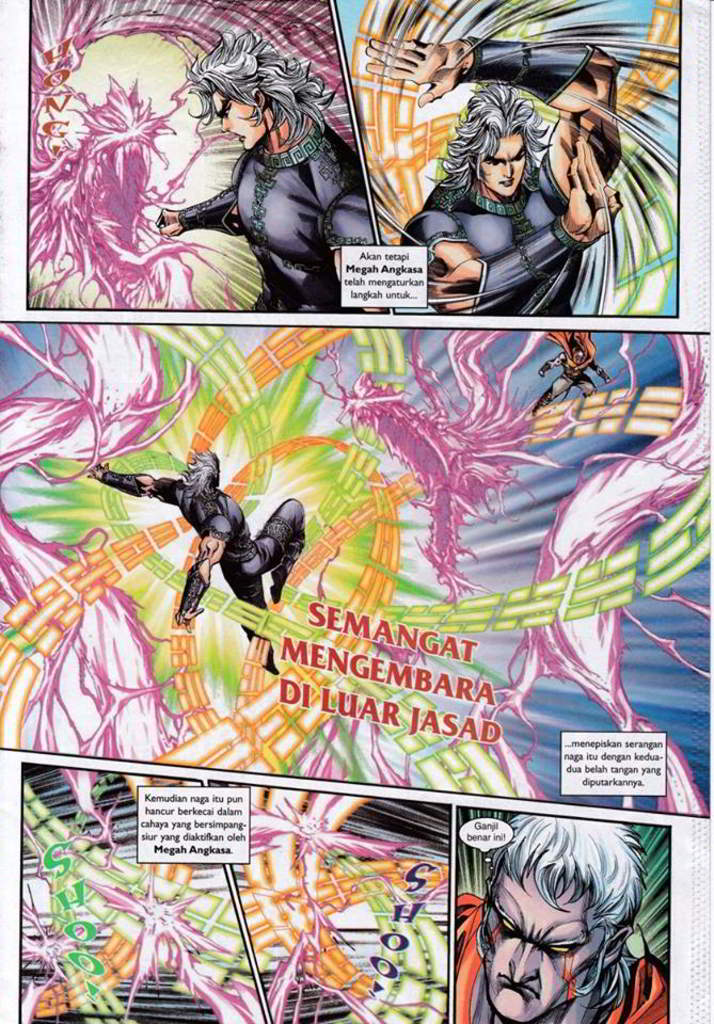 HONG
Akan tetapi
Megah Angkasa
telah mengaturkan
langkah untuk...
SEMANGAT
MENGEMBARA
DI LUAR JASAD
...menepiskan serangan
naga itu dengan kedua-
dua belah tangan yang
diputarkannya.
Kemudian naga itu pun
hancur berkecai dalam
cahaya yang bersimpang-
siur yang diaktifkan oleh
Megah Angkasa.
SHOO!
SHOO!
Ganjil
benar ini!